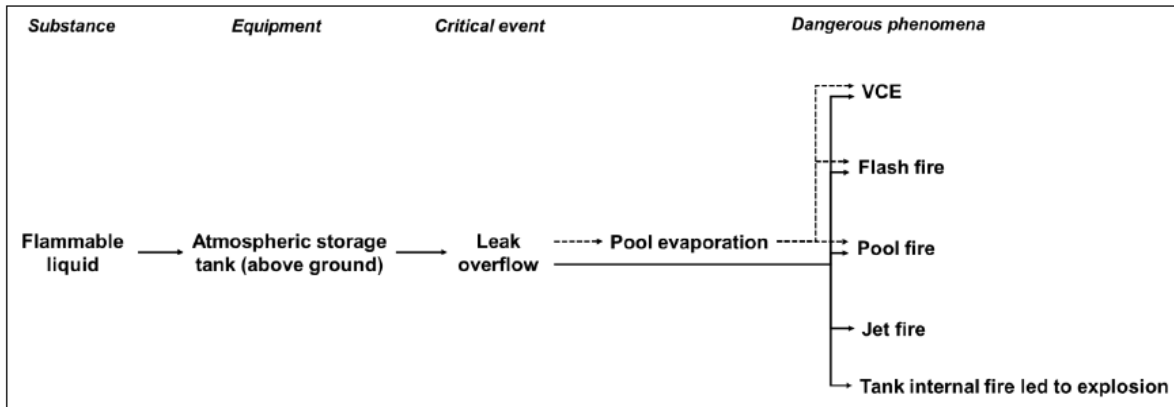 Substance Equipment Critical event Dangerous phenomena
VCE
Flash fire
Flammable liquid
Atmospheric storage tank (above ground)
Leak overflow
Pool evaporation
Pool fire
Jet fire
Tank internal fire led to explosion